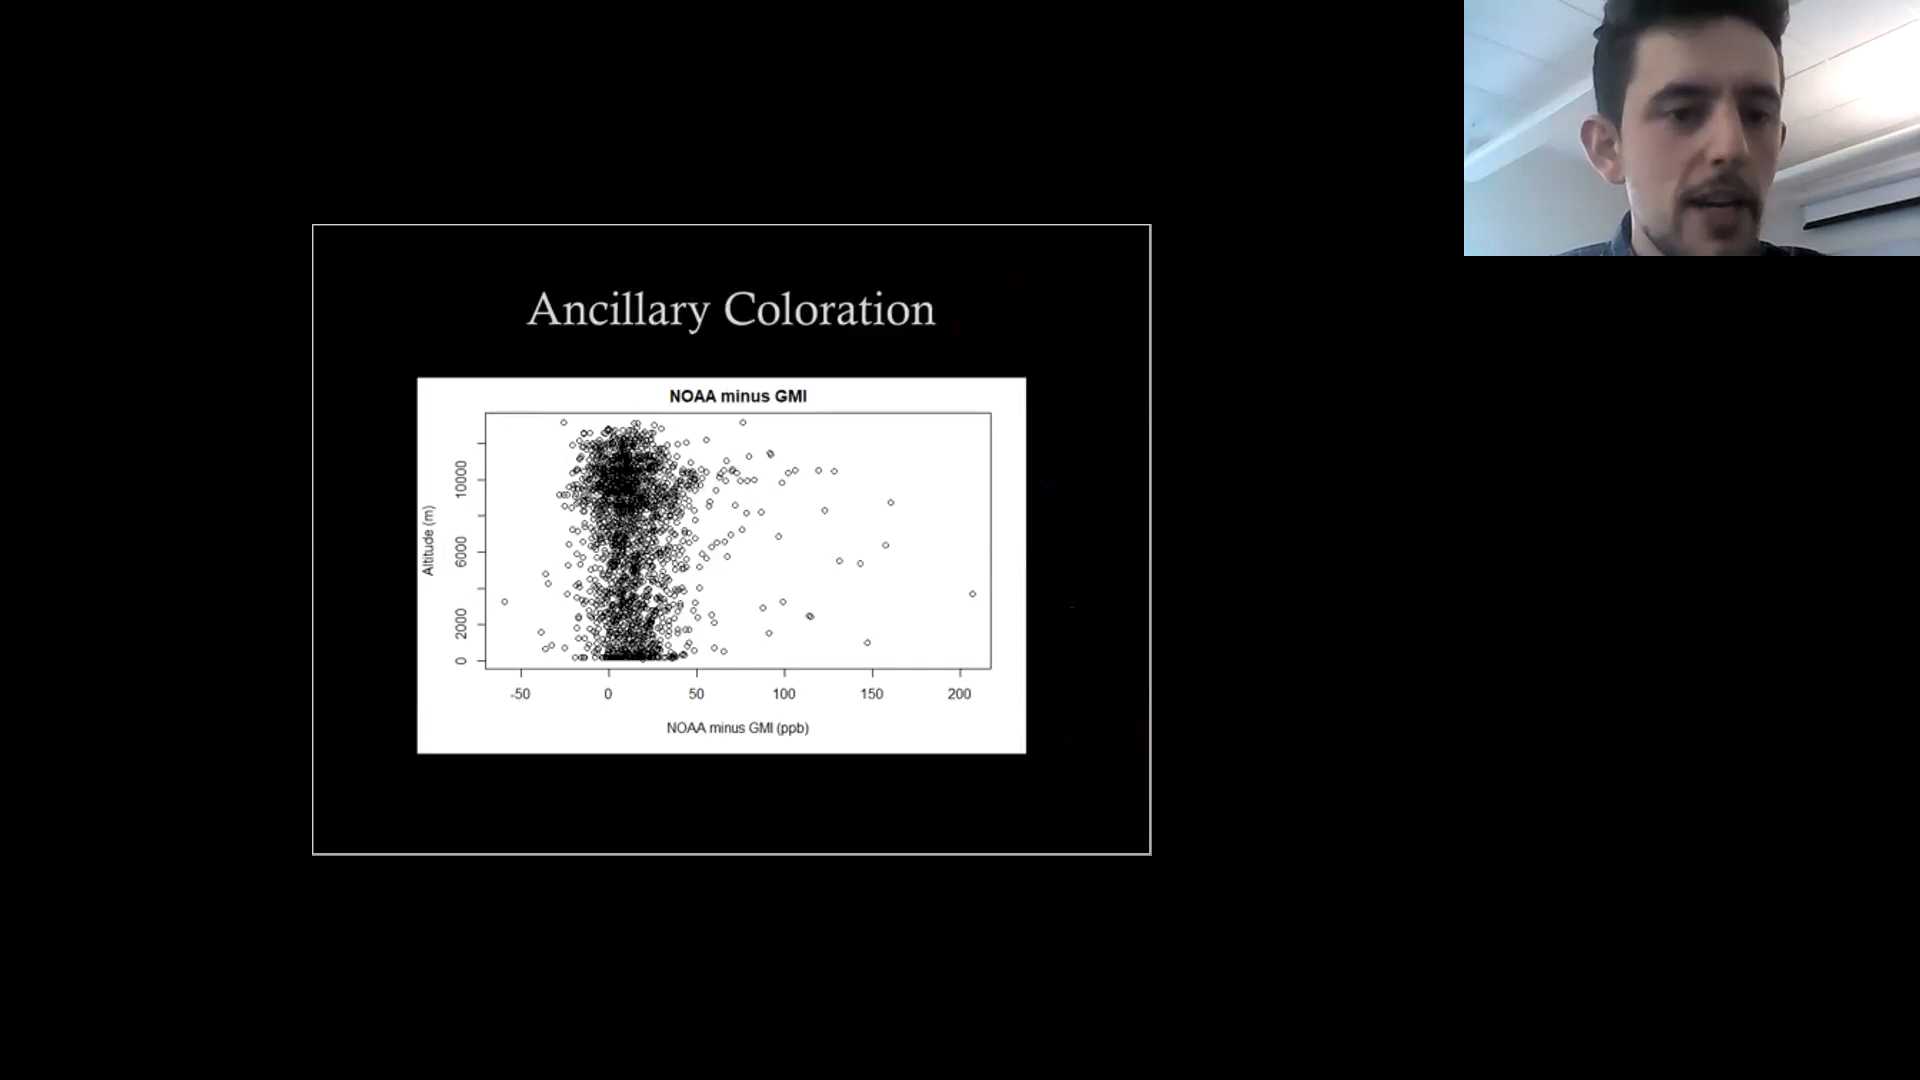 Ancillary Coloration
NOAA minus GMI
Altitude (m)
10000
6000
2000
0
-50 0 50 100 150 200
NOAA minus GMI (ppb)